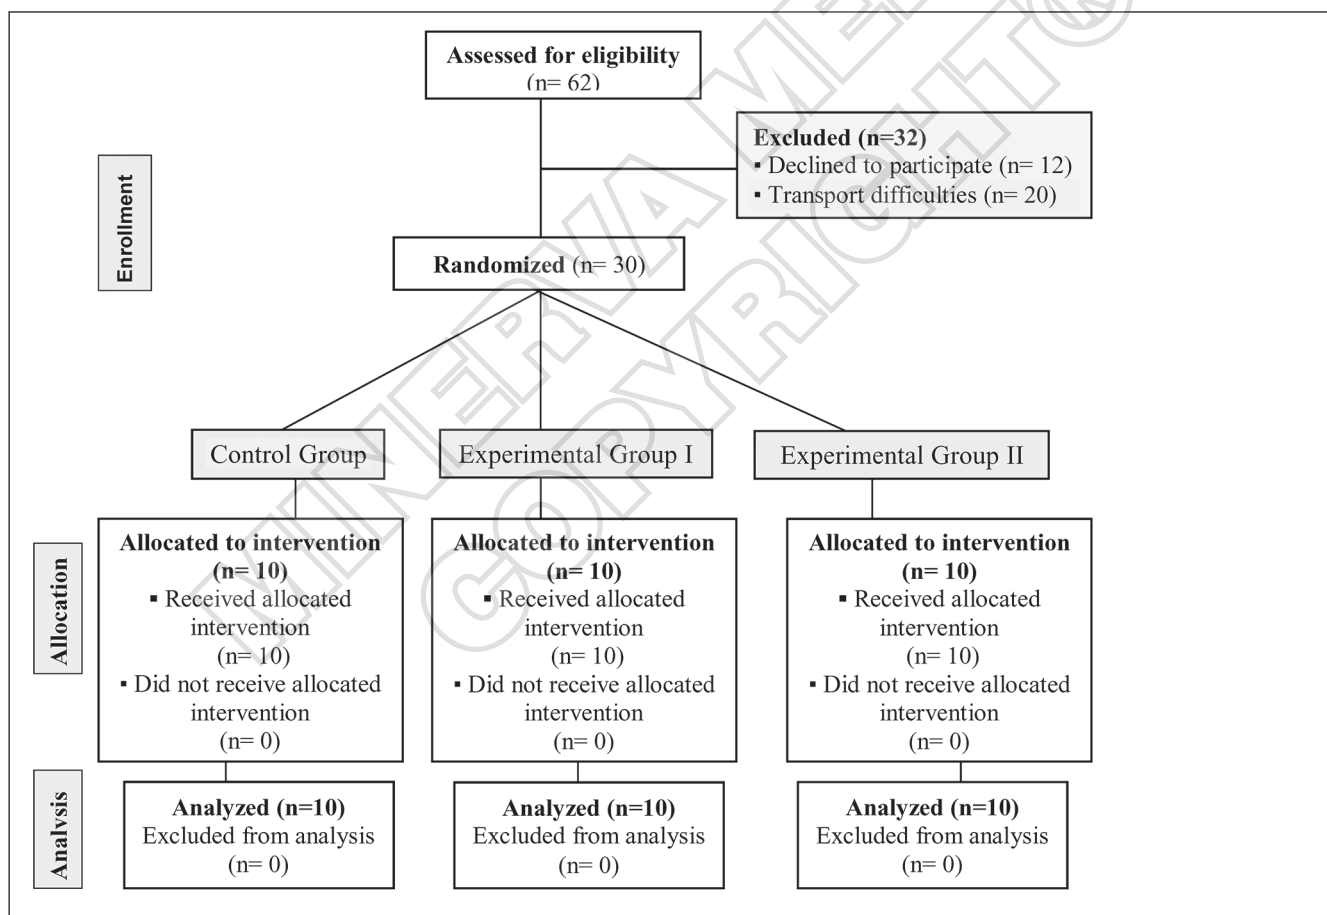 Assessed for eligibility
(n= 62)
Excluded (n=32)
▪ Declined to participate (n= 12)
▪ Transport difficulties (n= 20)
Enrollment
Randomized (n= 30)
Control Group
Experimental Group I
Experimental Group II
Allocation
Allocated to intervention
(n= 10)
▪ Received allocated
intervention
(n= 10)
▪ Did not receive allocated
intervention
(n= 0)
Allocated to intervention
(n= 10)
▪ Received allocated
intervention
(n= 10)
▪ Did not receive allocated
intervention
(n= 0)
Allocated to intervention
(n= 10)
▪ Received allocated
intervention
(n= 10)
▪ Did not receive allocated
intervention
(n= 0)
Analysis
Analyzed (n=10)
Excluded from analysis
(n= 0)
Analyzed (n=10)
Excluded from analysis
(n= 0)
Analyzed (n=10)
Excluded from analysis
(n= 0)
MINERVA
COPYRIGHT®